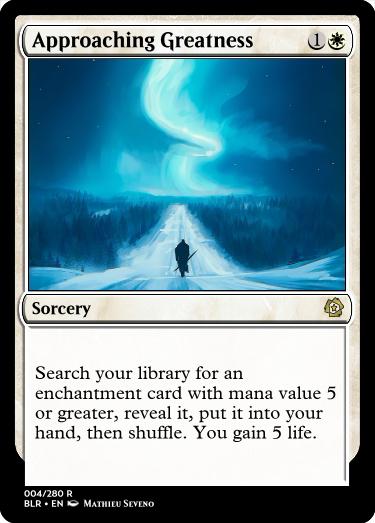 Approaching Greatness 1
Sorcery
Search your library for an
enchantment card with mana value 5
or greater, reveal it, put it into your
hand, then shuffle. You gain 5 life.
004/280 R
BLR • EN Mathieu Seveno